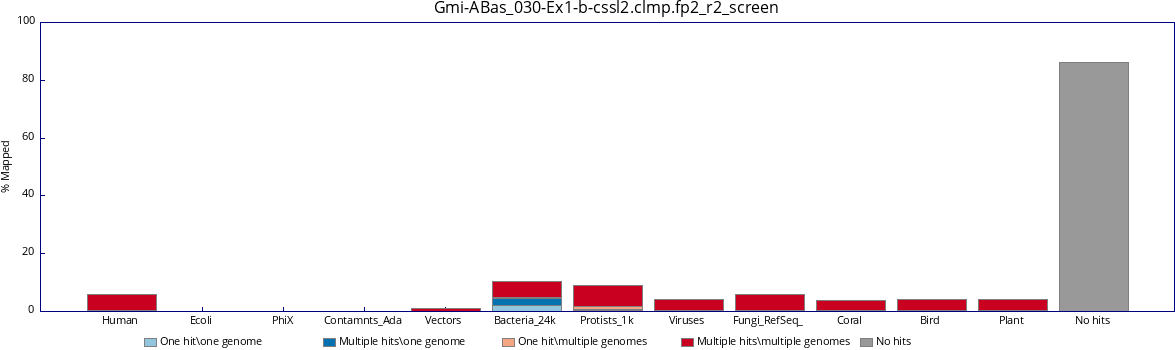 Gmi-ABas_030-Ex1-b-cssl2.clmp.fp2_r2_screen
100
80
60
40
20
0
% Mapped
Human Ecoli PhiX Contamnts_Ada Vectors Bacteria_24k Protists_1k Viruses Fungi_RefSeq_ Coral Bird Plant No hits
One hit\one genome Multiple hits\one genome One hit\multiple genomes Multiple hits\multiple genomes No hits